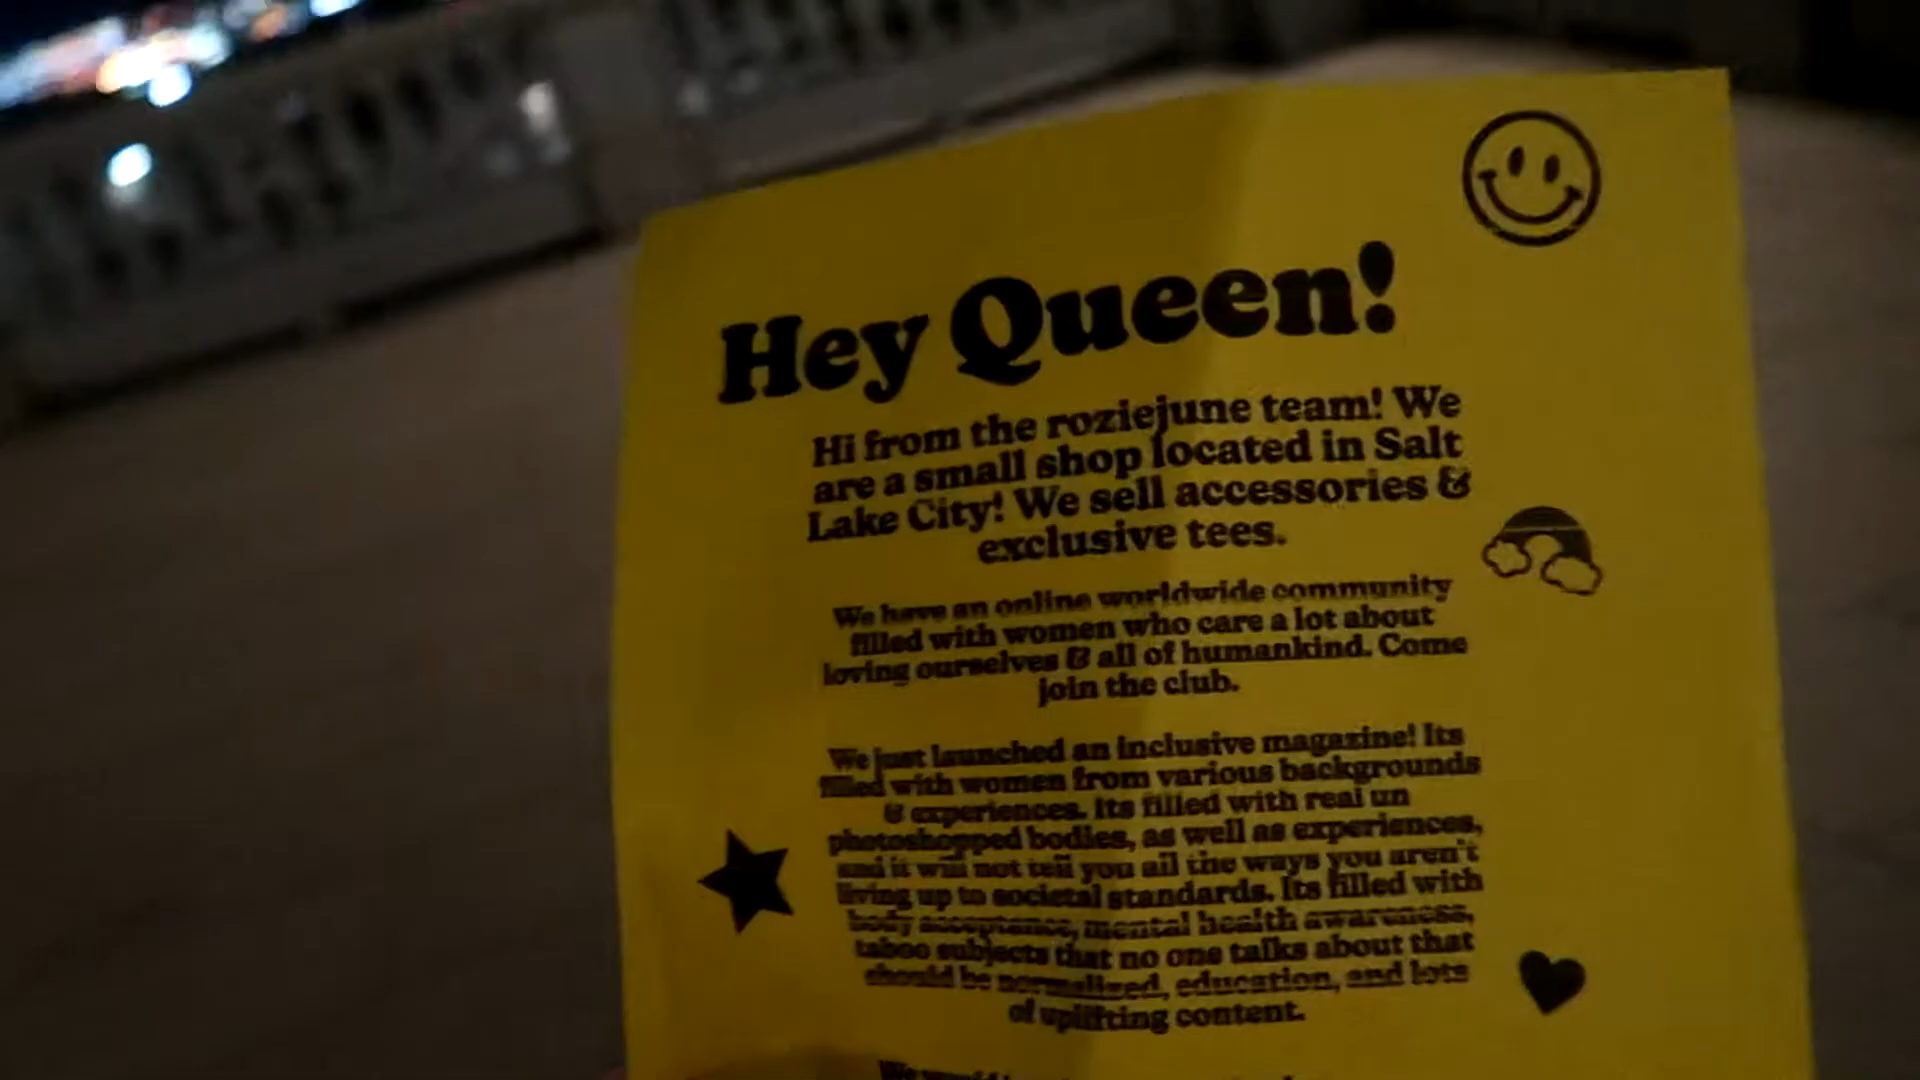 Hey Queen!
Hi from the roziejune team! We
are a small shop located in Salt
Lake City! We sell accessories &
exclusive tees.
We have an online worldwide community
filled with women who care a lot about
loving ourselves & all of humankind. Come
join the club.
We just launched an inclusive magazine! Its
filled with women from various backgrounds
& experiences. Its filled with real un
photoshopped bodies, as well as experiences,
and it will not tell you all the ways you aren't
living up to societal standards. Its filled with
body acceptance, mental health awareness,
taboo subjects that no one talks about that
should be normalized, education, and lots
of uplifting content.
We